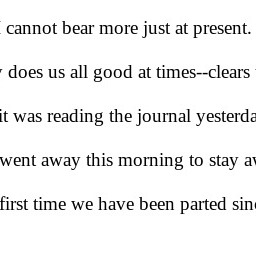 cannot bear more just at present.
does us all good at times--clears
it was reading the journal yesterda
went away this morning to stay aw
first time we have been parted sin